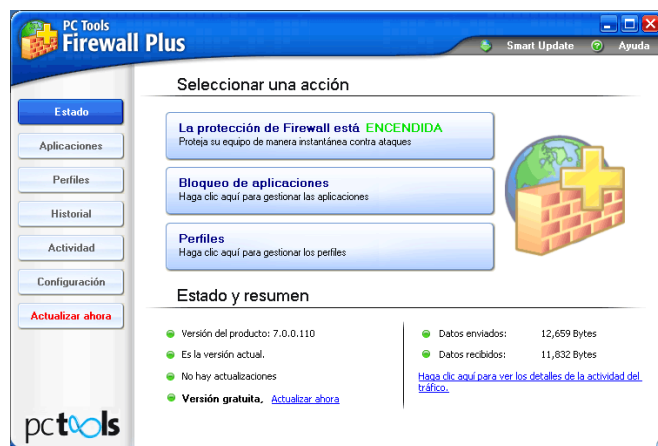 PC Tools
Firewall Plus
Smart Update
Ayuda
Seleccionar una acción
Estado
Aplicaciones
Perfiles
Historial
Actividad
Configuración
Actualizar ahora
La protección de Firewall está ENCENDIDA
Proteja su equipo de manera instantánea contra ataques
Bloqueo de aplicaciones
Haga clic aquí para gestionar las aplicaciones
Perfiles
Haga clic aquí para gestionar los perfiles
Estado y resumen
Versión del producto: 7.0.0.110
Es la versión actual.
No hay actualizaciones
Versión gratuita, Actualizar ahora
Datos enviados: 12,659 Bytes
Datos recibidos: 11,832 Bytes
Haga clic aquí para ver los detalles de la actividad del
tráfico.
pctools